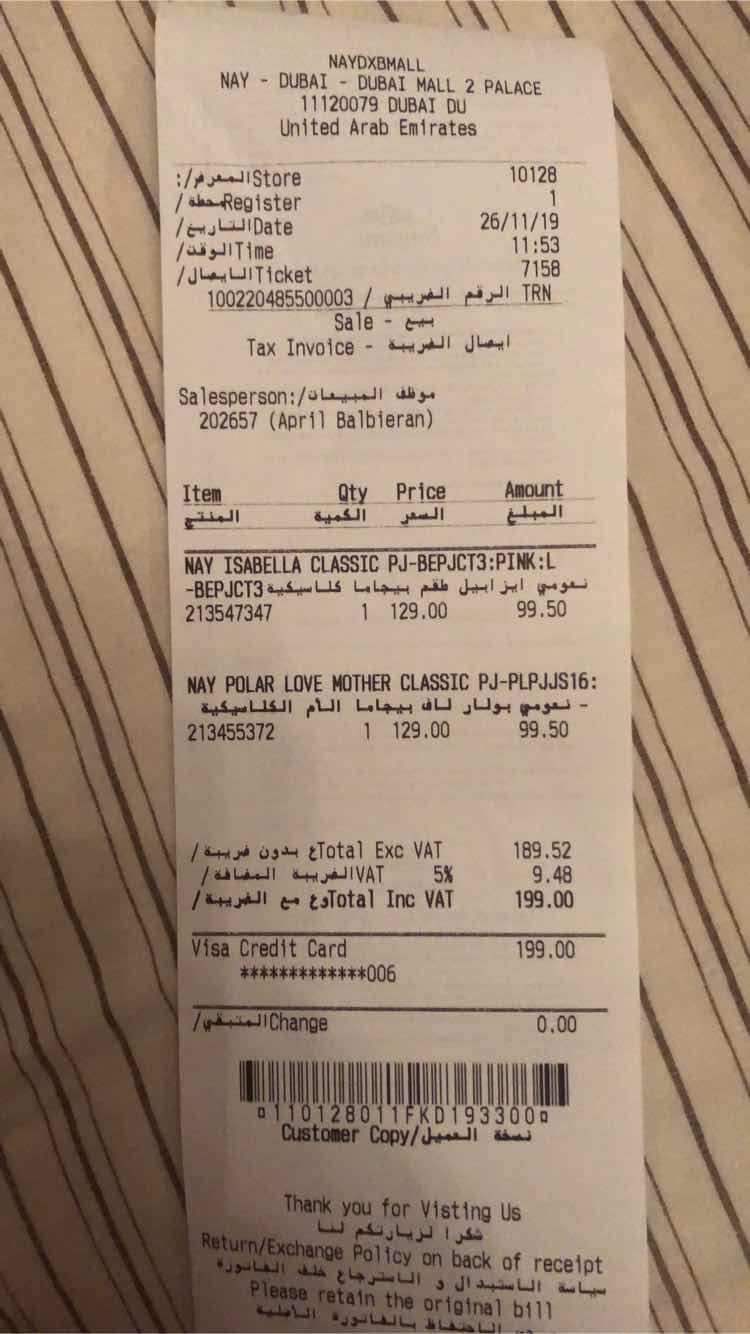 NAYDXBMALL
NAY - DUBAI - DUBAI MALL 2 PALACE
11120079 DUBAI DU
United Arab Emirates
المعرض/: Store 10128
محطة/ Register 1
التاريخ/ Date 26/11/19
الوقت/ Time 11:53
الايصال/ Ticket 7158
100220485500003 / الرقم الضريبي TRN
Sale - بيع
Tax Invoice - ايصال الضريبة
Salesperson:/موظف المبيعات
202657 (April Balbieran)
Item Qty Price Amount
المنتج الكمية السعر المبلغ
NAY ISABELLA CLASSIC PJ-BEPJCT3:PINK:L
نعومي ايزابيل طقم بيجاما كلاسيكية BEPJCT3-
213547347 1 129.00 99.50
NAY POLAR LOVE MOTHER CLASSIC PJ-PLPJJS16:
نعومي بولار لاف بيجاما الأم الكلاسيكية -
213455372 1 129.00 99.50
ع بدون ضريبة/ Total Exc VAT 189.52
الضريبة المضافة/ VAT 5% 9.48
وع مع الضريبة/ Total Inc VAT 199.00
Visa Credit Card 199.00
*************006
المتبقي/ Change 0.00
¤110128011FKD193300¤
Customer Copy/نسخة العميل
Thank you for Visting Us
شكرا لزيارتكم لنا
Return/Exchange Policy on back of receipt
سياسة الاستبدال و الاسترجاع خلف الفاتورة
Please retain the original bill
الاحتفاظ بالفاتورة الأصلية